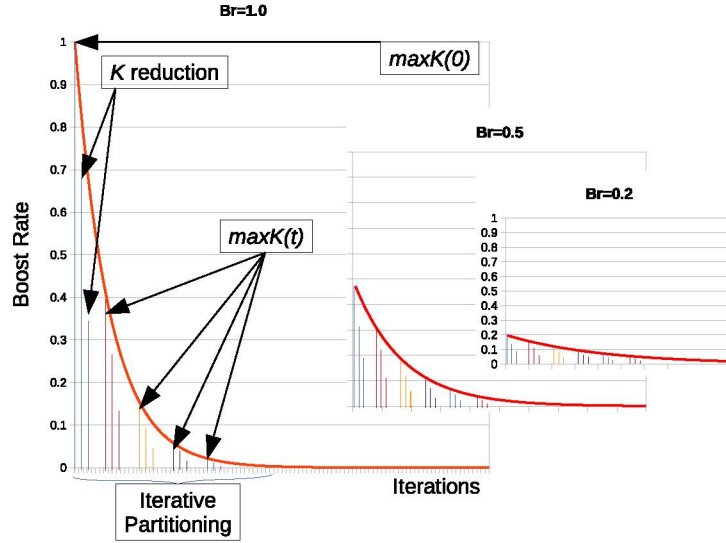 Br=1.0
1
maxK(0)
0.9
K reduction
0.8
0.7
0.6
0.5
0.4
0.3
0.2
0.1
0
Boost Rate
maxK(t)
Iterations
Iterative
Partitioning
Br=0.5
Br=0.2
1
0.9
0.8
0.7
0.6
0.5
0.4
0.3
0.2
0.1
0